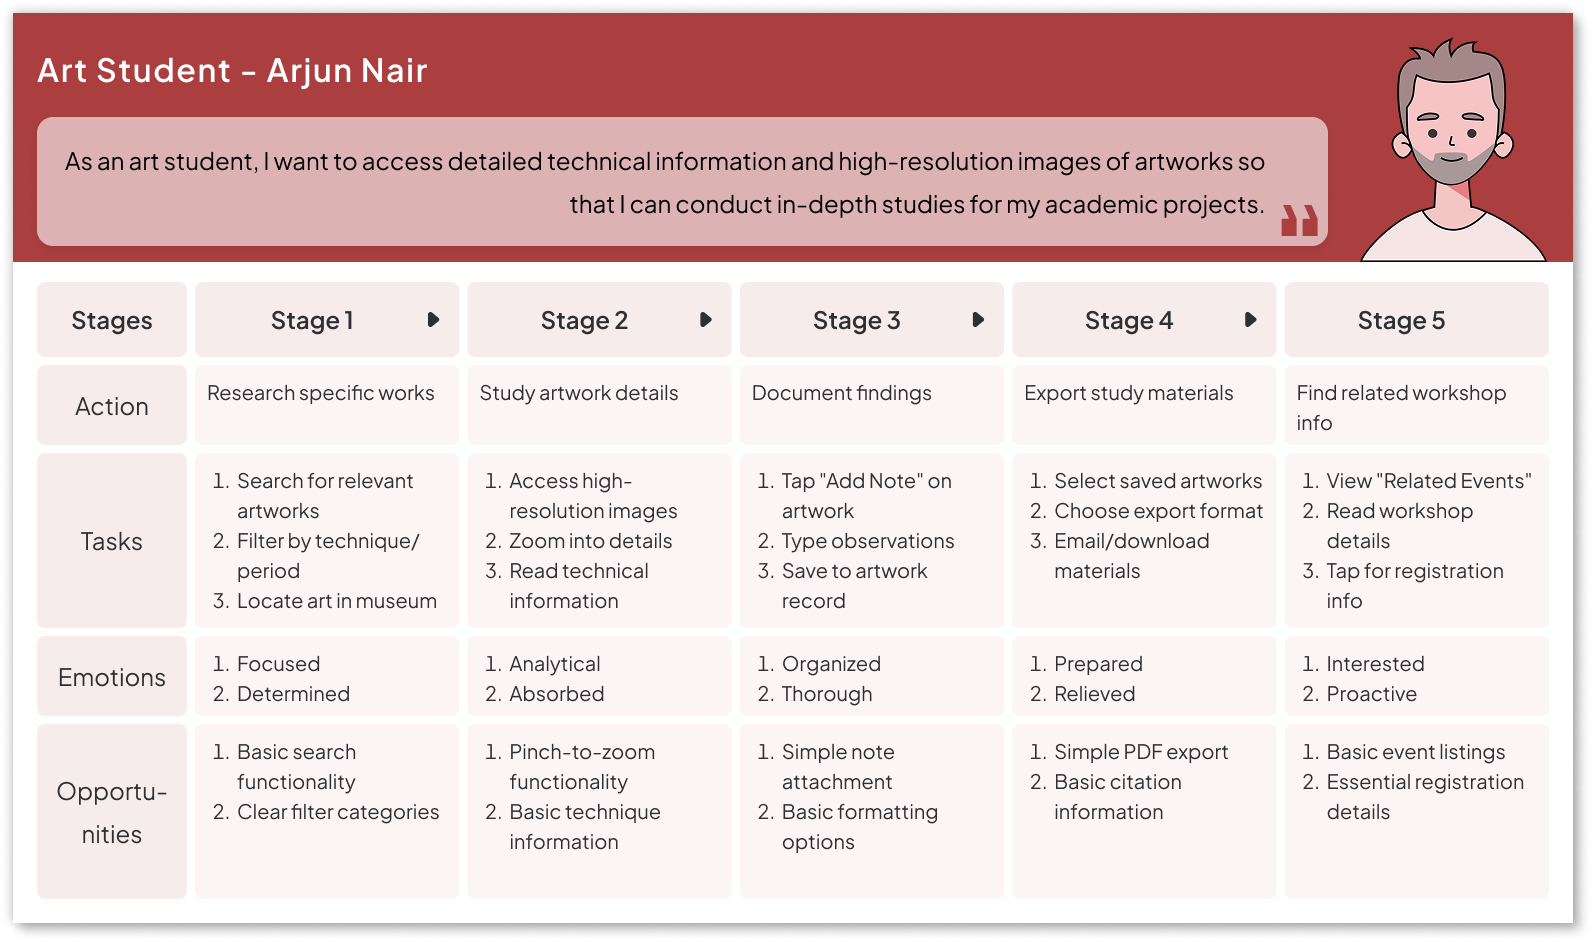 Art Student – Arjun Nair
As an art student, I want to access detailed technical information and high-resolution images of artworks so
that I can conduct in-depth studies for my academic projects.
Stages
Stage 1
Stage 2
Stage 3
Stage 4
Stage 5
Action
Research specific works
Study artwork details
Document findings
Export study materials
Find related workshop
info
Tasks
1. Search for relevant
artworks
2. Filter by technique/
period
3. Locate art in museum
1. Access high-
resolution images
2. Zoom into details
3. Read technical
information
1. Tap "Add Note" on
artwork
2. Type observations
3. Save to artwork
record
1. Select saved artworks
2. Choose export format
3. Email/download
materials
1. View "Related Events"
2. Read workshop
details
3. Tap for registration
info
Emotions
1. Focused
2. Determined
1. Analytical
2. Absorbed
1. Organized
2. Thorough
1. Prepared
2. Relieved
1. Interested
2. Proactive
Opportu-
nities
1. Basic search
functionality
2. Clear filter categories
1. Pinch-to-zoom
functionality
2. Basic technique
information
1. Simple note
attachment
2. Basic formatting
options
1. Simple PDF export
2. Basic citation
information
1. Basic event listings
2. Essential registration
details